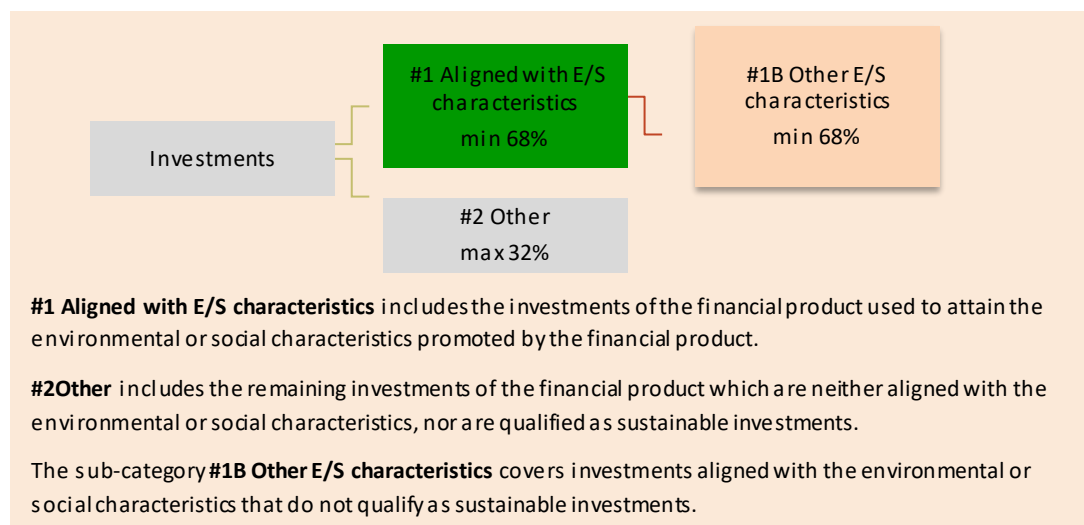 #1 Aligned with E/S
characteristics
min 68%
#1B Other E/S
characteristics
min 68%
Investments
#2 Other
max 32%
#1 Aligned with E/S characteristics includes the investments of the financial product used to attain the
environmental or social characteristics promoted by the financial product.
#2Other includes the remaining investments of the financial product which are neither aligned with the
environmental or social characteristics, nor are qualified as sustainable investments.
The sub-category #1B Other E/S characteristics covers investments aligned with the environmental or
social characteristics that do not qualify as sustainable investments.